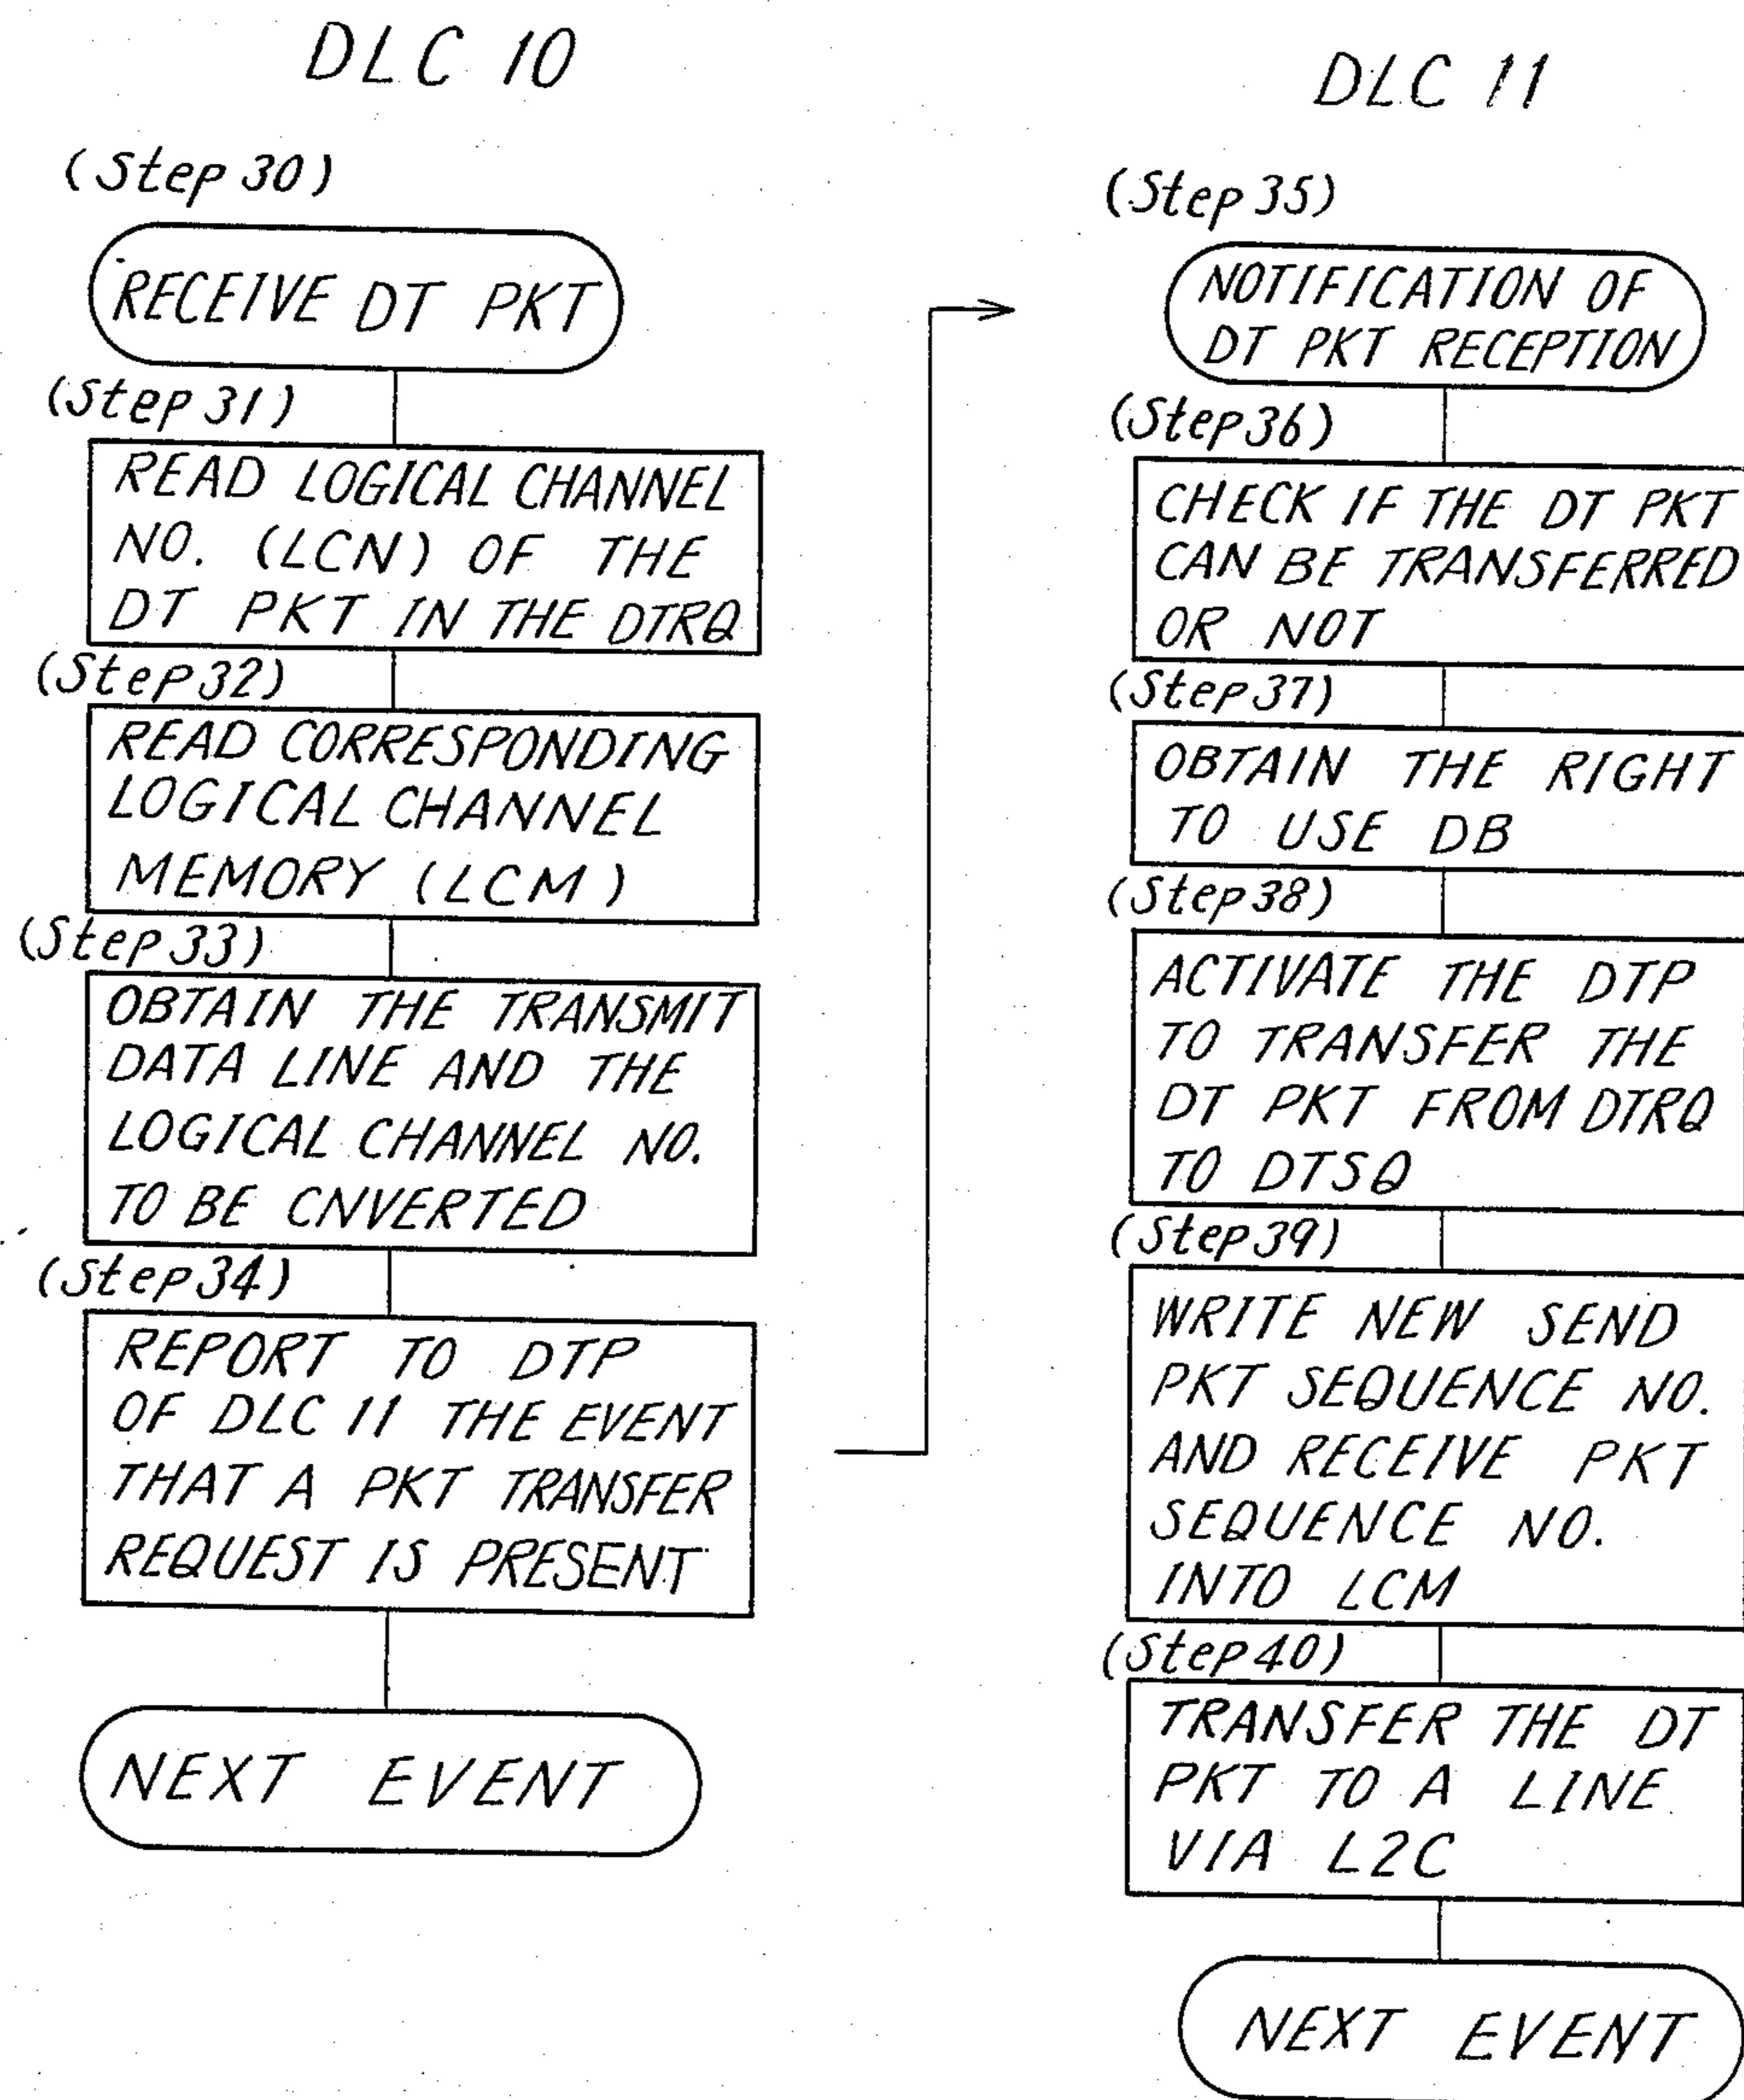 DLC 10
(Step 30)
RECEIVE DT PKT
(Step 31)
READ LOGICAL CHANNEL
NO. (LCN) OF THE
DT PKT IN THE DTRQ
(Step 32)
READ CORRESPONDING
LOGICAL CHANNEL
MEMORY (LCM)
(Step 33)
OBTAIN THE TRANSMIT
DATA LINE AND THE
LOGICAL CHANNEL NO.
TO BE CNVERTED
(Step 34)
REPORT TO DTP
OF DLC 11 THE EVENT
THAT A PKT TRANSFER
REQUEST IS PRESENT
NEXT EVENT
DLC 11
(Step 35)
NOTIFICATION OF
DT PKT RECEPTION
(Step 36)
CHECK IF THE DT PKT
CAN BE TRANSFERRED
OR NOT
(Step 37)
OBTAIN THE RIGHT
TO USE DB
(Step 38)
ACTIVATE THE DTP
TO TRANSFER THE
DT PKT FROM DTRQ
TO DTSQ
(Step 39)
WRITE NEW SEND
PKT SEQUENCE NO.
AND RECEIVE PKT
SEQUENCE NO.
INTO LCM
(Step 40)
TRANSFER THE DT
PKT TO A LINE
VIA L2C
NEXT EVENT